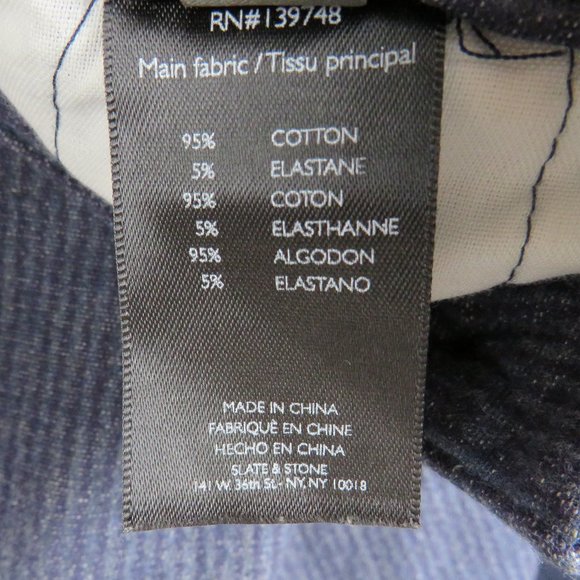 RN#139748
Main fabric/Tissu principal
95% COTTON
5% ELASTANE
95% COTON
5% ELASTHANNE
95% ALGODON
5% ELASTANO
MADE IN CHINA
FABRIQUÉ EN CHINE
HECHO EN CHINA
SLATE & STONE
141 W. 36th St.- NY, NY 10018